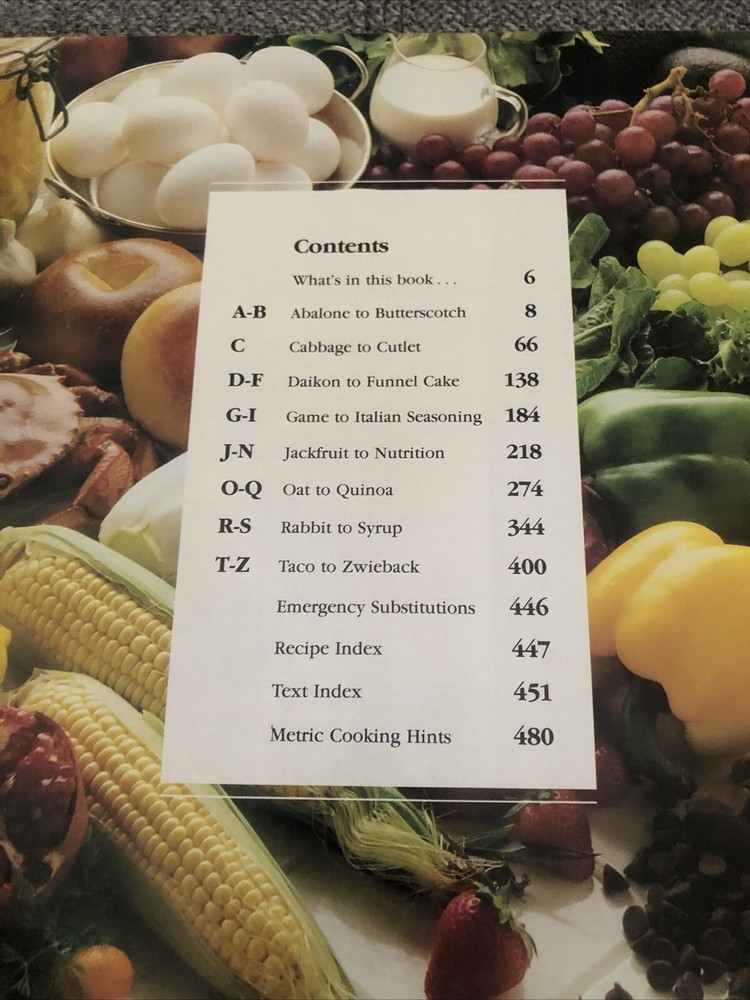 Contents
What's in this book . . . 6
A-B Abalone to Butterscotch 8
C Cabbage to Cutlet 66
D-F Daikon to Funnel Cake 138
G-I Game to Italian Seasoning 184
J-N Jackfruit to Nutrition 218
O-Q Oat to Quinoa 274
R-S Rabbit to Syrup 344
T-Z Taco to Zwieback 400
Emergency Substitutions 446
Recipe Index 447
Text Index 451
Metric Cooking Hints 480